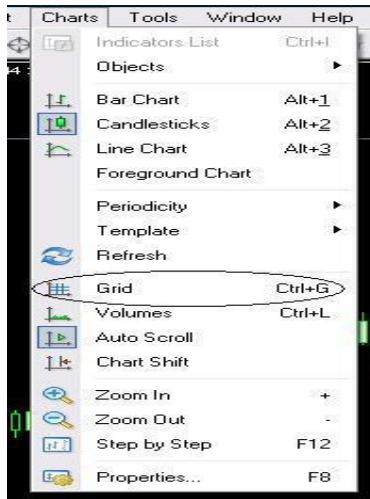 Charts Tools Window Help
Indicators List Ctrl+I
Objects
Bar Chart Alt+1
Candlesticks Alt+2
Line Chart Alt+3
Foreground Chart
Periodicity
Template
Refresh
Grid Ctrl+G
Volumes Ctrl+L
Auto Scroll
Chart Shift
Zoom In +
Zoom Out -
Step by Step F12
Properties... F8